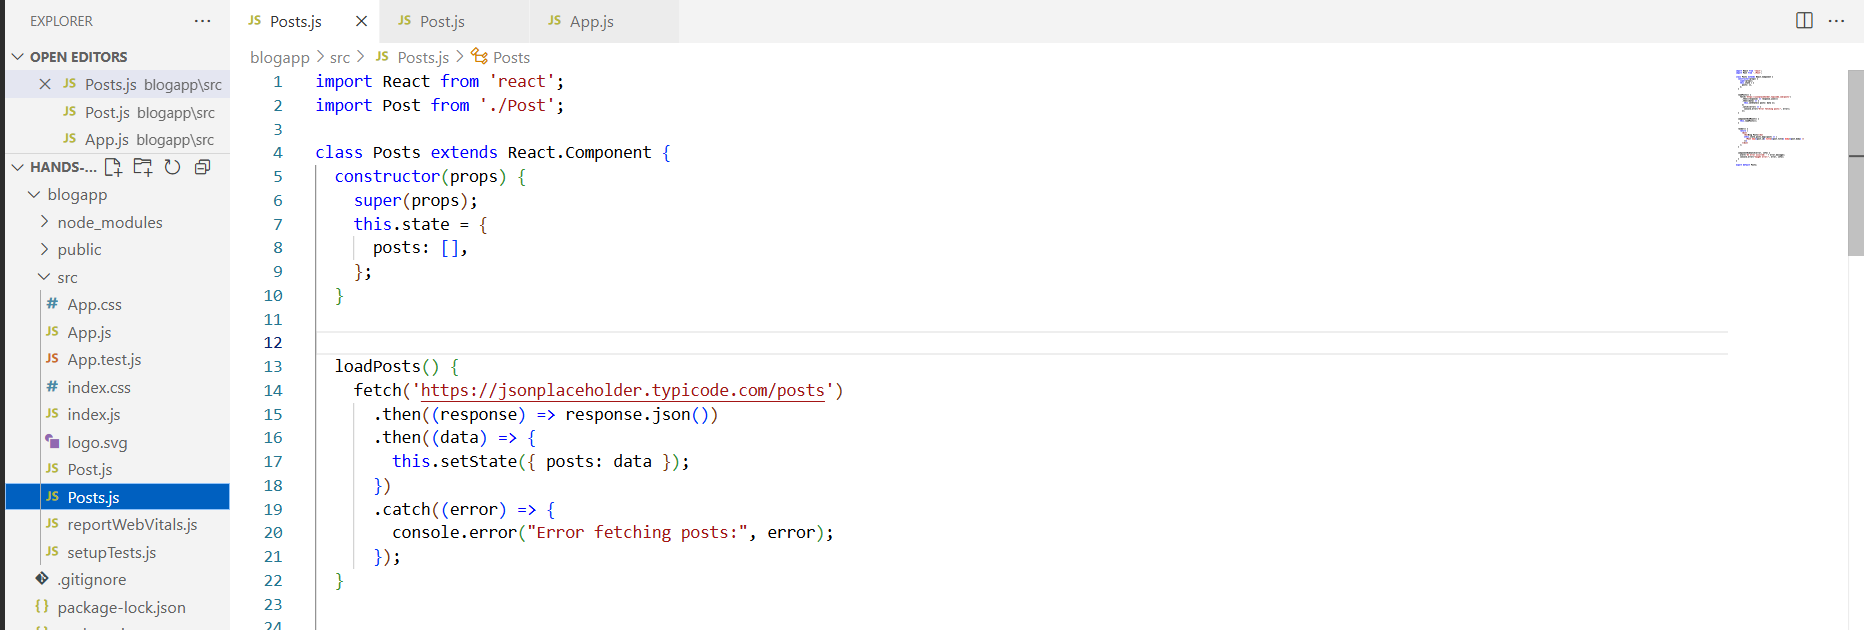 EXPLORER
OPEN EDITORS
Posts.js blogapp\src
Post.js blogapp\src
App.js blogapp\src
HANDS-...
blogapp
node_modules
public
src
App.css
App.js
App.test.js
index.css
index.js
logo.svg
Post.js
Posts.js
reportWebVitals.js
setupTests.js
.gitignore
package-lock.json
JS Posts.js
JS Post.js
JS App.js
blogapp > src > JS Posts.js > Posts
1 import React from 'react';
2 import Post from './Post';
3
4 class Posts extends React.Component {
5 constructor(props) {
6 super(props);
7 this.state = {
8 posts: [],
9 };
10 }
11
12
13 loadPosts() {
14 fetch('https://jsonplaceholder.typicode.com/posts')
15 .then((response) => response.json())
16 .then((data) => {
17 this.setState({ posts: data });
18 })
19 .catch((error) => {
20 console.error("Error fetching posts:", error);
21 });
22 }
23
24